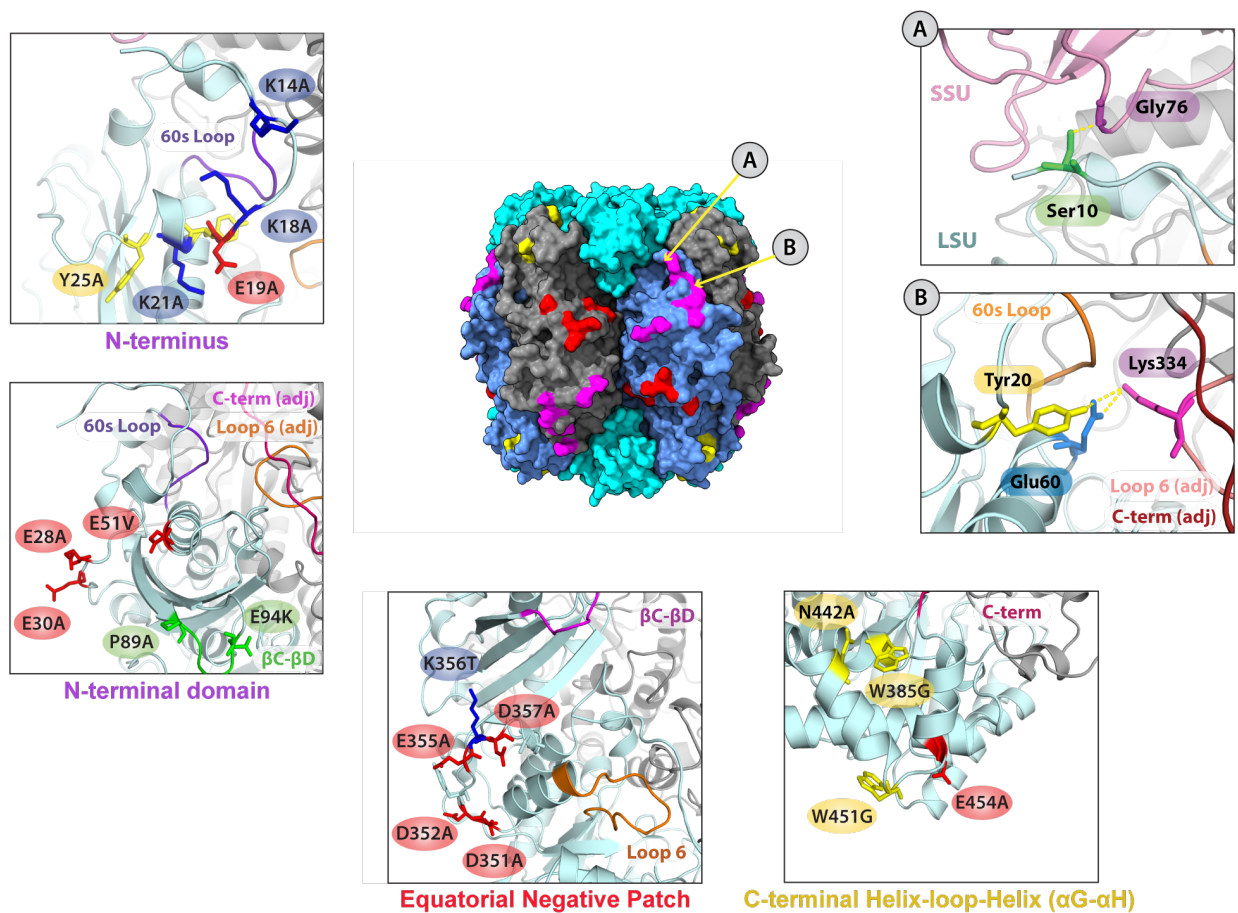 K14A
60s Loop
K18A
Y25A
K21A
E19A
N-terminus
C-term (adj)
60s Loop
Loop 6 (adj)
E51V
E28A
E30A
E94K
P89A
βC-βD
N-terminal domain
A
B
A
SSU
Gly76
Ser10
LSU
B
60s Loop
Lys334
Tyr20
Glu60
Loop 6 (adj)
C-term (adj)
βC-βD
K356T
D357A
E355A
D352A
D351A
Loop 6
Equatorial Negative Patch
N442A
C-term
W385G
W451G
E454A
C-terminal Helix-loop-Helix (αG-αH)